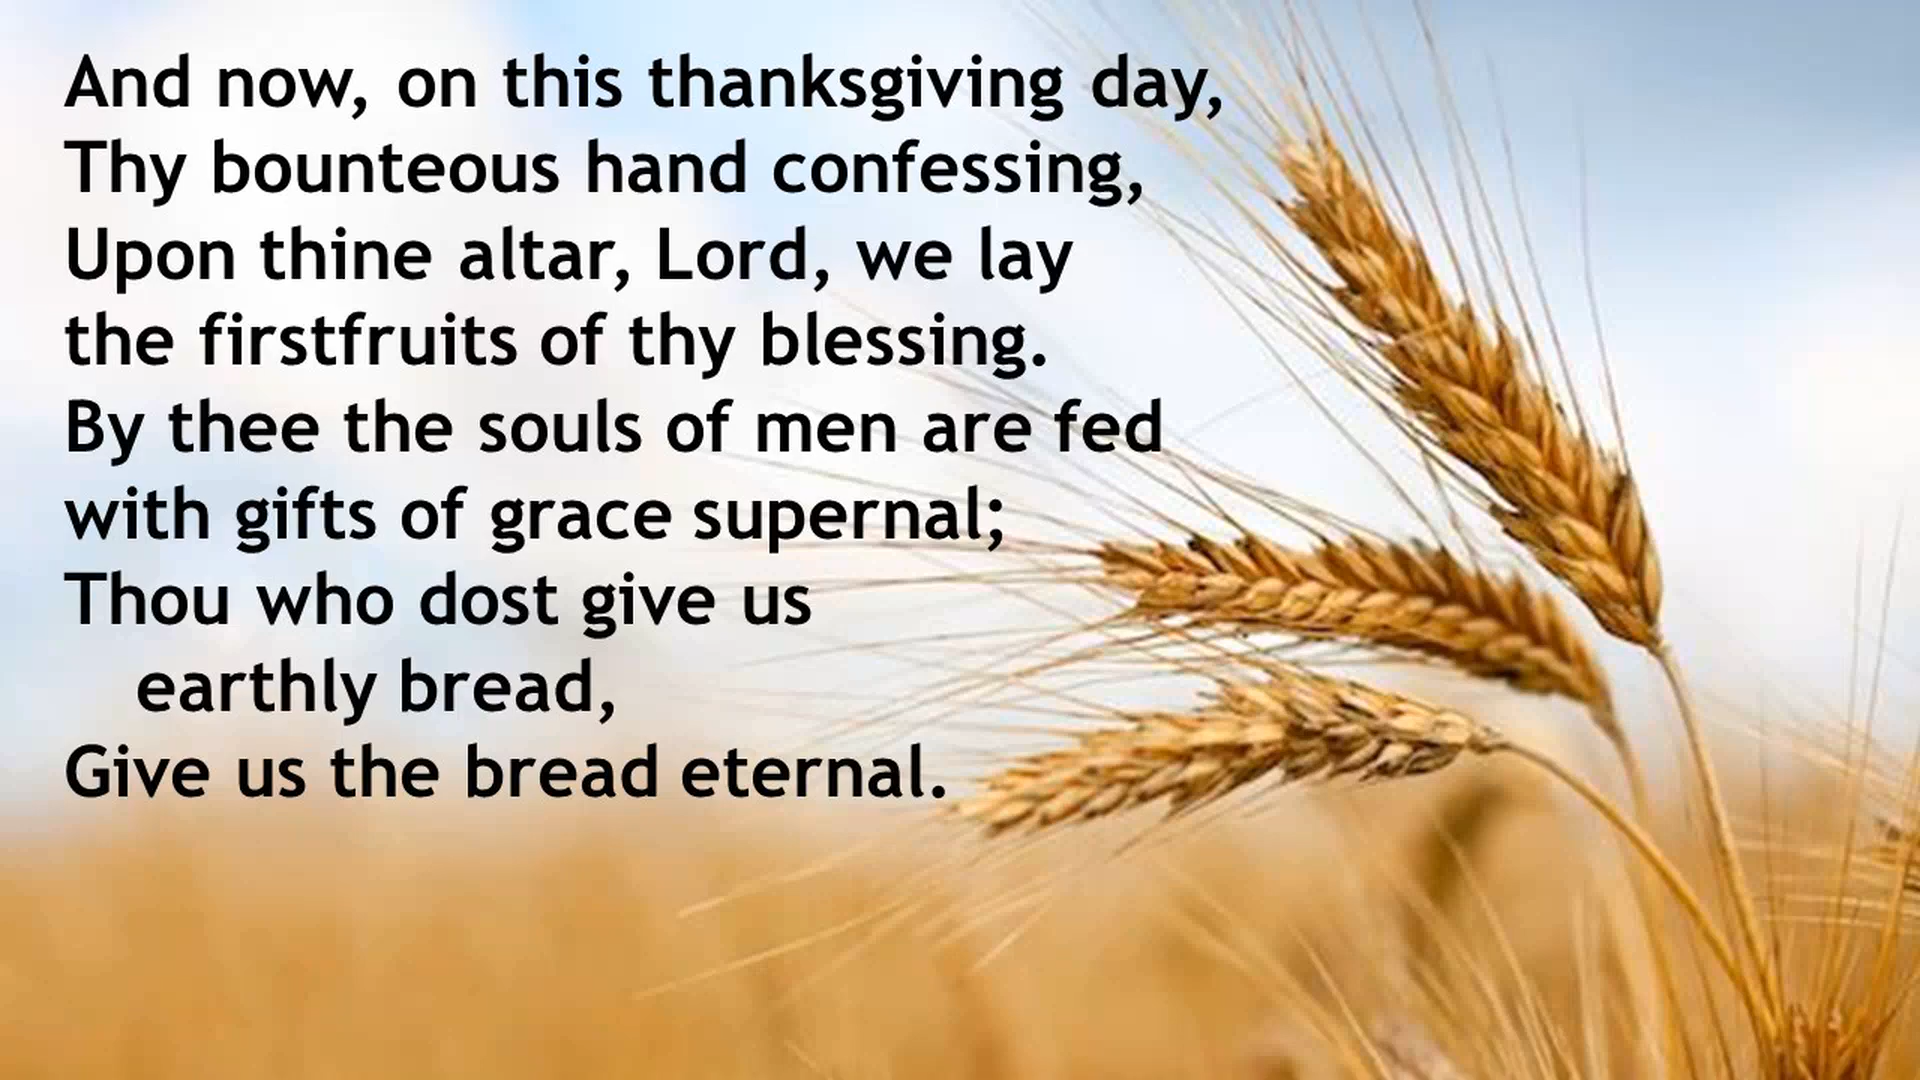 And now, on this thanksgiving day,
Thy bounteous hand confessing,
Upon thine altar, Lord, we lay
the firstfruits of thy blessing.
By thee the souls of men are fed
with gifts of grace supernal;
Thou who dost give us
earthly bread,
Give us the bread eternal.